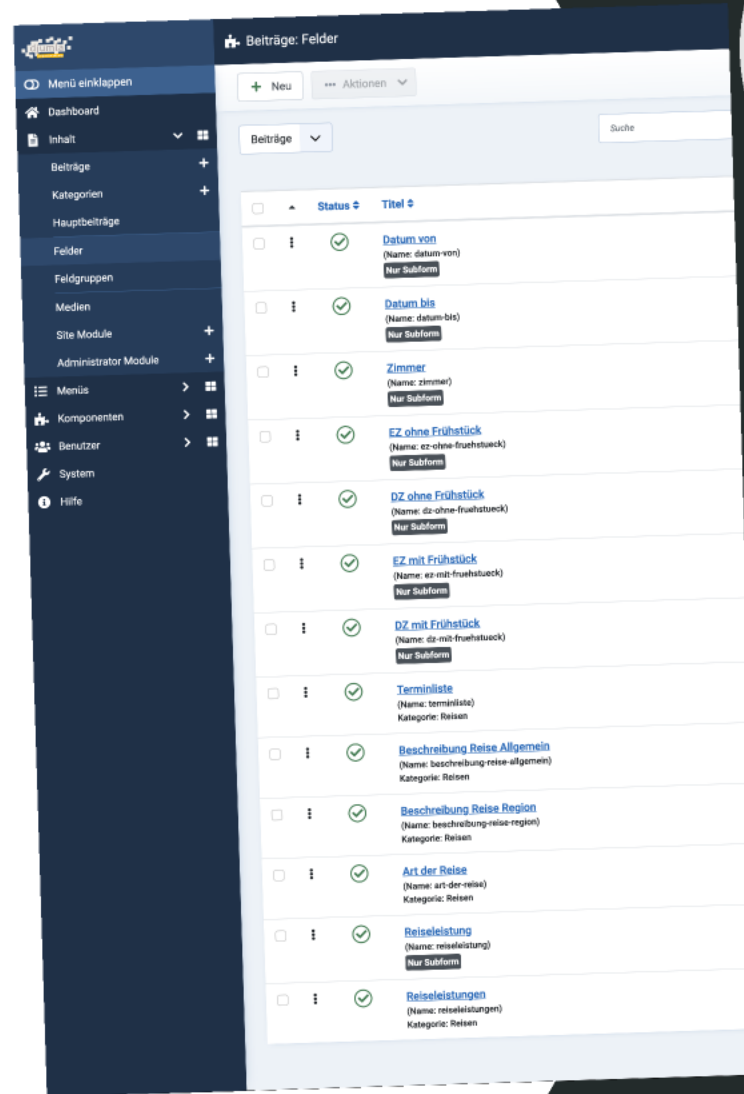 Menü einklappen
Dashboard
Inhalt
Beiträge
Kategorien
Hauptbeiträge
Felder
Feldgruppen
Medien
Site Module
Administrator Module
Menüs
Komponenten
Benutzer
System
Hilfe
Beiträge: Felder
Neu
Aktionen
Beiträge
Suche
Status Titel
Datum von
(Name: datum-von)
Nur Subform
Datum bis
(Name: datum-bis)
Nur Subform
Zimmer
(Name: zimmer)
Nur Subform
EZ ohne Frühstück
(Name: ez-ohne-fruehstueck)
Nur Subform
DZ ohne Frühstück
(Name: dz-ohne-fruehstueck)
Nur Subform
EZ mit Frühstück
(Name: ez-mit-fruehstueck)
Nur Subform
DZ mit Frühstück
(Name: dz-mit-fruehstueck)
Nur Subform
Terminliste
(Name: terminliste)
Kategorie: Reisen
Beschreibung Reise Allgemein
(Name: beschreibung-reise-allgemein)
Kategorie: Reisen
Beschreibung Reise Region
(Name: beschreibung-reise-region)
Kategorie: Reisen
Art der Reise
(Name: art-der-reise)
Kategorie: Reisen
Reiseleistung
(Name: reiseleistung)
Nur Subform
Reiseleistungen
(Name: reiseleistungen)
Kategorie: Reisen